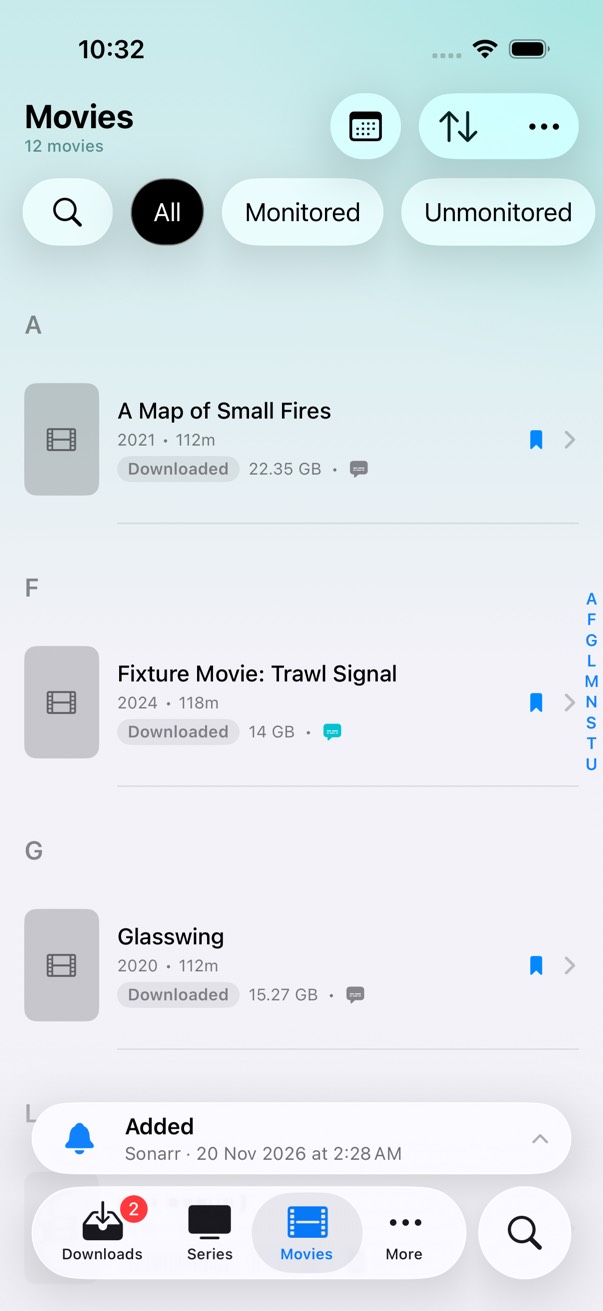 10:32
Movies
12 movies
All
Monitored
Unmonitored
A
A Map of Small Fires
2021 • 112m
Downloaded 22.35 GB •
F
Fixture Movie: Trawl Signal
2024 • 118m
Downloaded 14 GB •
G
Glasswing
2020 • 112m
Downloaded 15.27 GB •
A
F
G
L
M
N
S
T
U
L
Added
Sonarr · 20 Nov 2026 at 2:28 AM
2
Downloads
Series
Movies
More